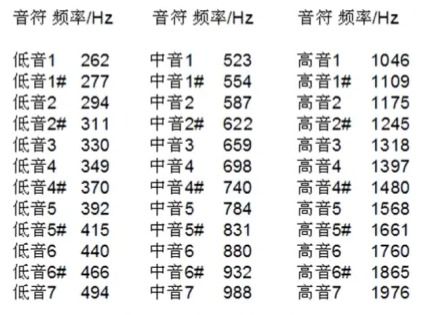 音符 频率/Hz 音符 频率/Hz 音符 频率/Hz
低音1 262 中音1 523 高音1 1046
低音1# 277 中音1# 554 高音1# 1109
低音2 294 中音2 587 高音2 1175
低音2# 311 中音2# 622 高音2# 1245
低音3 330 中音3 659 高音3 1318
低音4 349 中音4 698 高音4 1397
低音4# 370 中音4# 740 高音4# 1480
低音5 392 中音5 784 高音5 1568
低音5# 415 中音5# 831 高音5# 1661
低音6 440 中音6 880 高音6 1760
低音6# 466 中音6# 932 高音6# 1865
低音7 494 中音7 988 高音7 1976